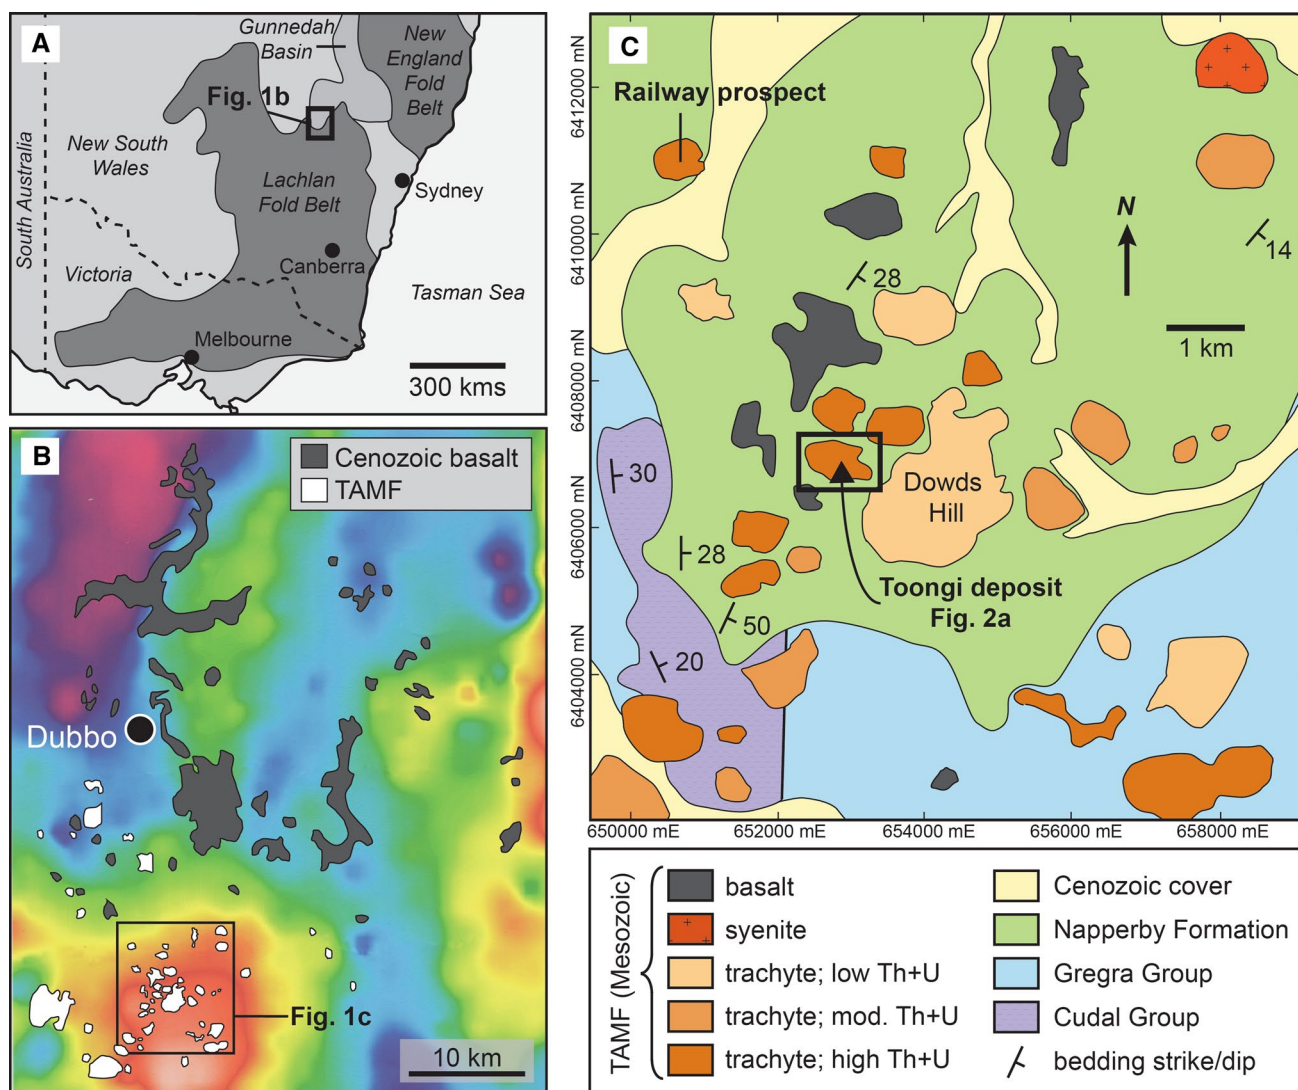 A
Gunnedah
Basin
New
England
Fold
Belt
Fig. 1b
New South
Wales
South Australia
Lachlan
Fold Belt
Sydney
Canberra
Victoria
Tasman Sea
Melbourne
300 kms
B
Cenozoic basalt
TAMF
Dubbo
Fig. 1c
10 km
C
Railway prospect
N
14
28
1 km
30
Dowds
Hill
28
Toongi deposit
Fig. 2a
50
20
6412000 mN
6410000 mN
6408000 mN
6406000 mN
6404000 mN
650000 mE
652000 mE
654000 mE
656000 mE
658000 mE
TAMF (Mesozoic)
basalt
syenite
trachyte; low Th+U
trachyte; mod. Th+U
trachyte; high Th+U
Cenozoic cover
Napperby Formation
Gregra Group
Cudal Group
bedding strike/dip